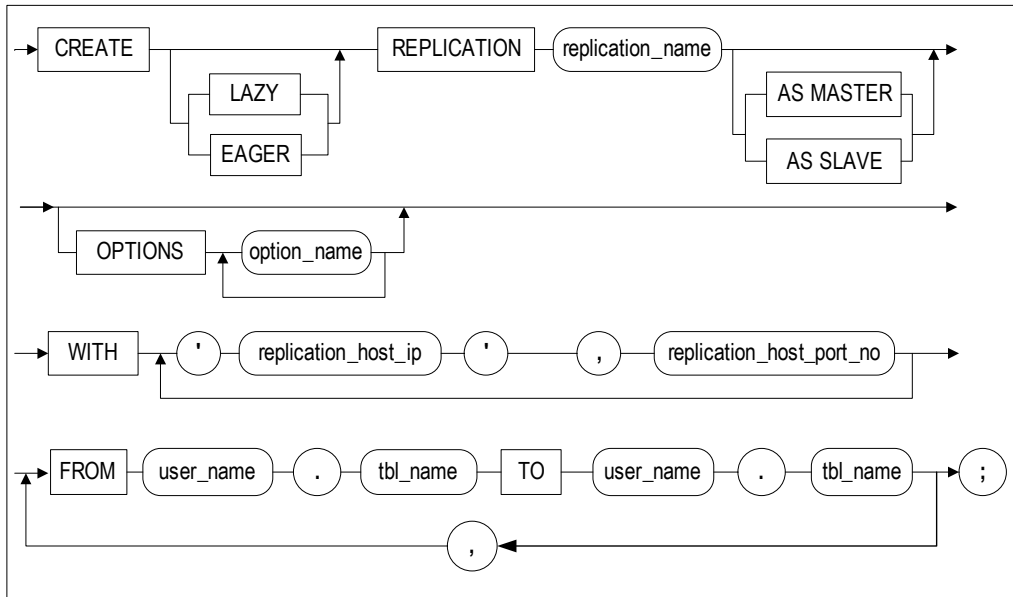 CREATE REPLICATION replication_name
LAZY AS MASTER
EAGER AS SLAVE
OPTIONS option_name
WITH ' replication_host_ip ' , replication_host_port_no
FROM user_name . tbl_name TO user_name . tbl_name ;
,